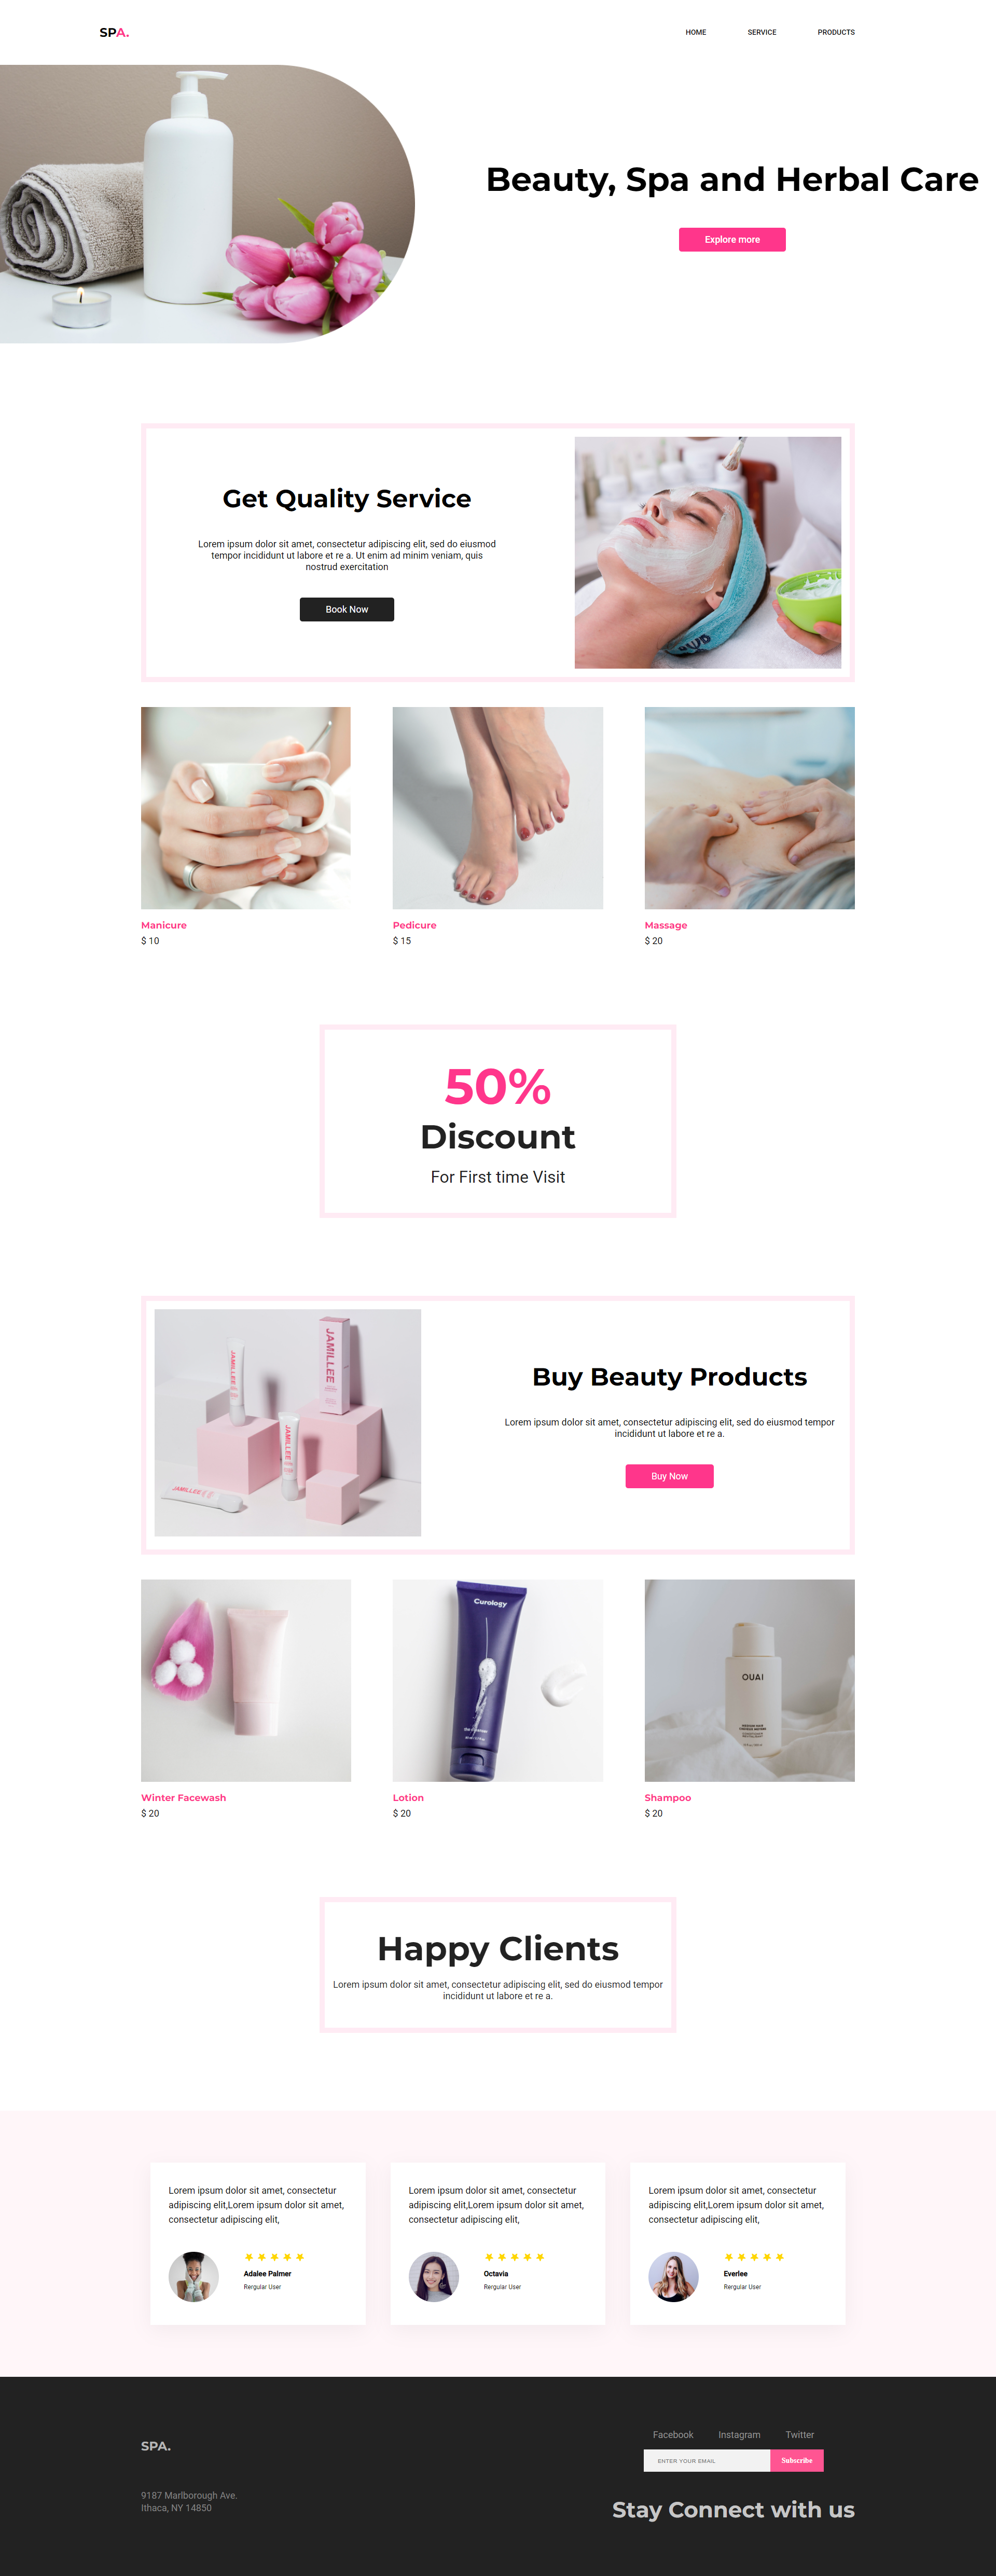 SPA.
HOME
SERVICE
PRODUCTS
Beauty, Spa and Herbal Care
Explore more
Get Quality Service
Lorem ipsum dolor sit amet, consectetur adipiscing elit, sed do eiusmod
tempor incididunt ut labore et re a. Ut enim ad minim veniam, quis
nostrud exercitation
Book Now
Manicure
$ 10
Pedicure
$ 15
Massage
$ 20
50%
Discount
For First time Visit
JAMILLEE
JAMILLEE
JAMILLEE
JAMILLEE
Buy Beauty Products
Lorem ipsum dolor sit amet, consectetur adipiscing elit, sed do eiusmod tempor
incididunt ut labore et re a.
Buy Now
Curology
OUAI
Winter Facewash
$ 20
Lotion
$ 20
Shampoo
$ 20
Happy Clients
Lorem ipsum dolor sit amet, consectetur adipiscing elit, sed do eiusmod tempor
incididunt ut labore et re a.
Lorem ipsum dolor sit amet, consectetur
adipiscing elit,Lorem ipsum dolor sit amet,
consectetur adipiscing elit,
Adalee Palmer
Rergular User
Lorem ipsum dolor sit amet, consectetur
adipiscing elit,Lorem ipsum dolor sit amet,
consectetur adipiscing elit,
Octavia
Rergular User
Lorem ipsum dolor sit amet, consectetur
adipiscing elit,Lorem ipsum dolor sit amet,
consectetur adipiscing elit,
Everlee
Rergular User
SPA.
9187 Marlborough Ave.
Ithaca, NY 14850
Facebook
Instagram
Twitter
ENTER YOUR EMAIL
Subscribe
Stay Connect with us